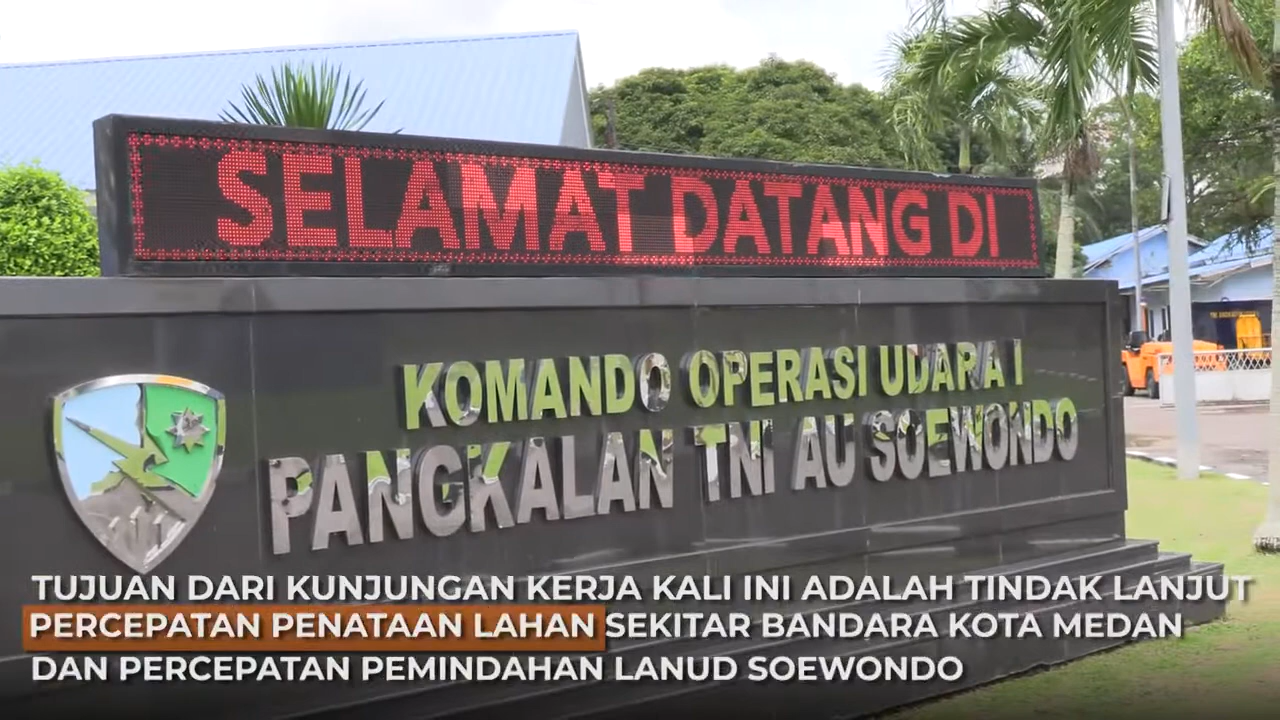 SELAMAT DATANG DI
KOMANDO OPERASI UDARA I
PANGKALAN TNI AU SOEWONDO
TUJUAN DARI KUNJUNGAN KERJA KALI INI ADALAH TINDAK LANJUT
PERCEPATAN PENATAAN LAHAN SEKITAR BANDARA KOTA MEDAN
DAN PERCEPATAN PEMINDAHAN LANUD SOEWONDO